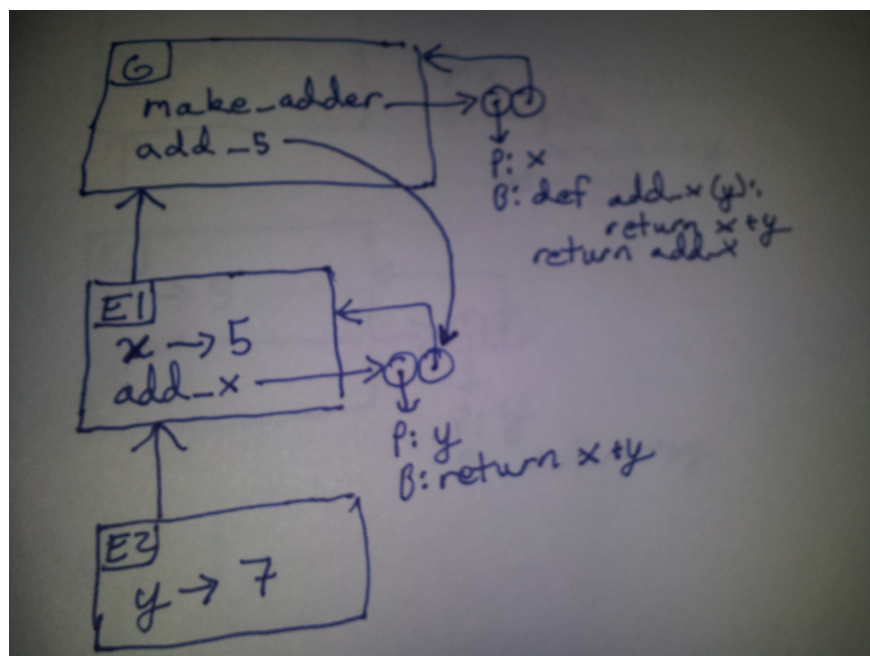 G
make_adder
add_5
P: x
B: def add_x(y):
return x+y
return add_x
E1
x → 5
add_x
P: y
B: return x+y
E2
y → 7